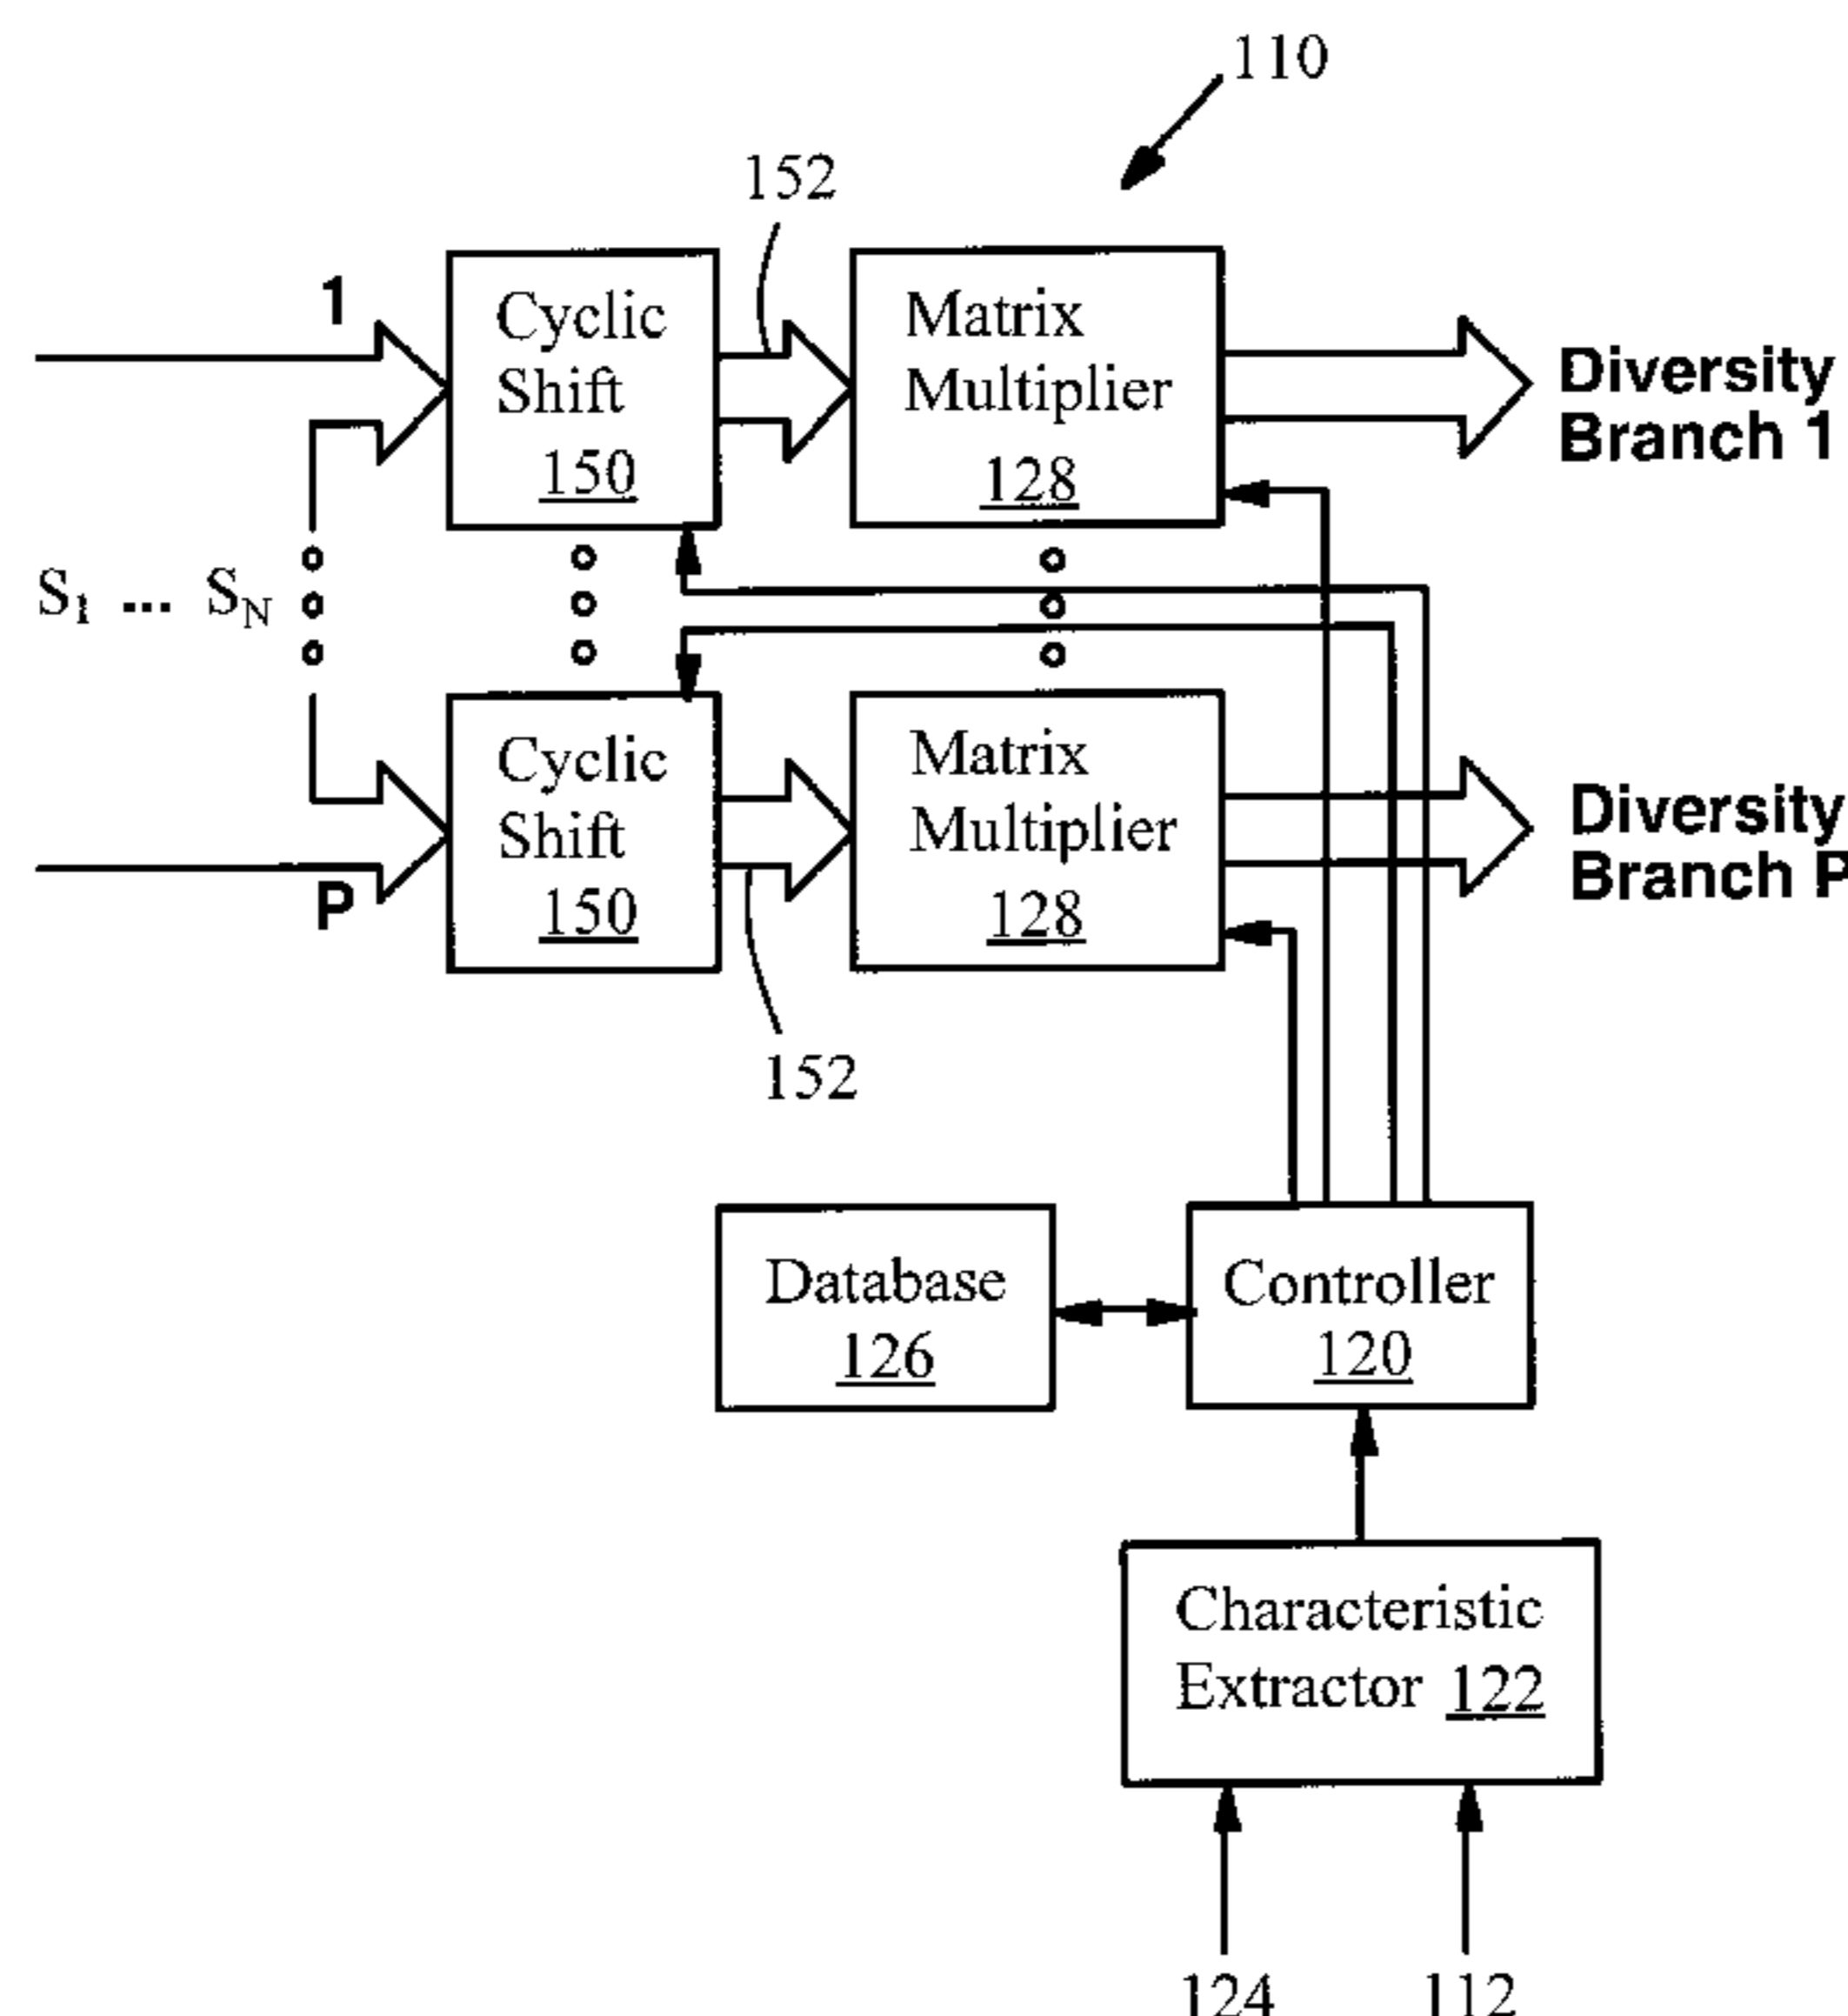 110
152
1
Cyclic
Shift
150
Matrix
Multiplier
128
Diversity
Branch 1
S1 ... SN
Cyclic
Shift
150
Matrix
Multiplier
128
Diversity
Branch P
P
152
Database
126
Controller
120
Characteristic
Extractor 122
124
112